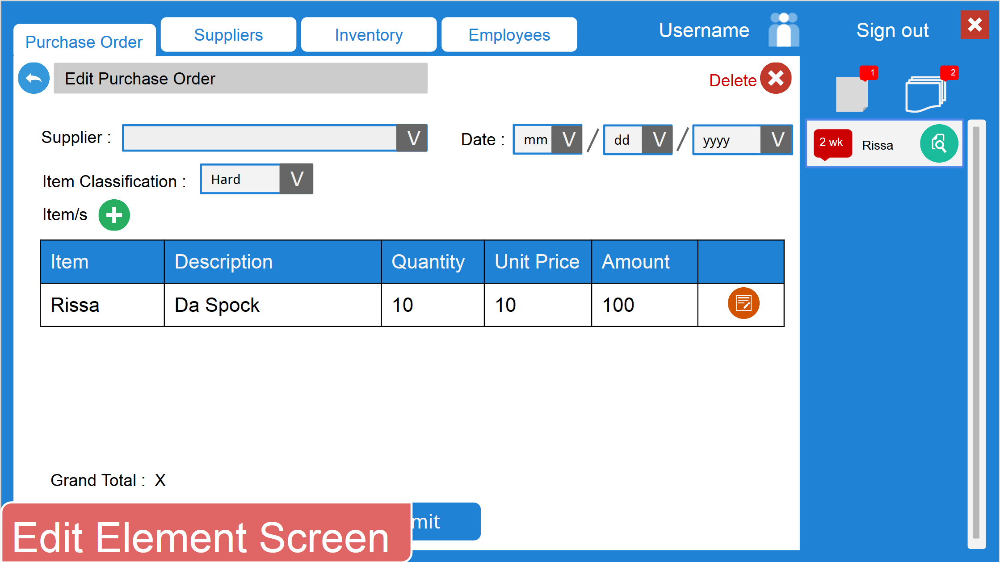 Purchase Order Suppliers Inventory Employees Username Sign out
Edit Purchase Order Delete
1 2
Supplier : V Date : mm V / dd V / yyyy V
2 wk Rissa
Item Classification : Hard V
Item/s
Item Description Quantity Unit Price Amount
Rissa Da Spock 10 10 100
Grand Total : X
mit
Edit Element Screen